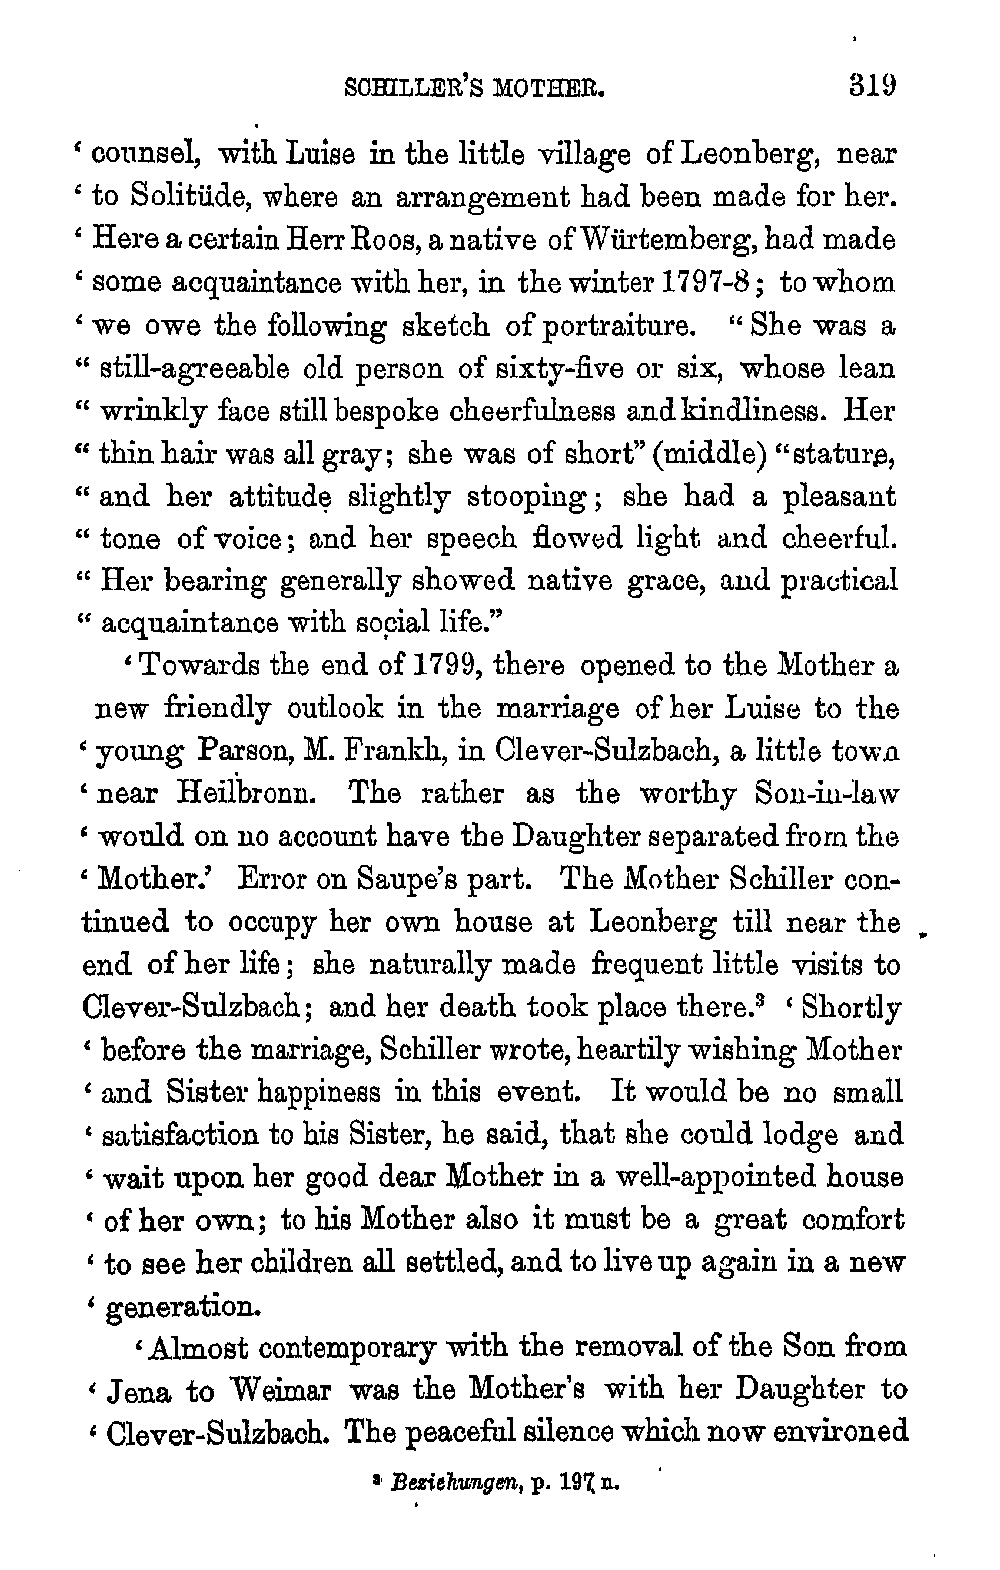 SCHILLER'S MOTHER. 319
‘ counsel, with Luise in the little village of Leonberg, near
‘ to Solitüde, where an arrangement had been made for her.
‘ Here a certain Herr Roos, a native of Würtemberg, had made
‘ some acquaintance with her, in the winter 1797-8; to whom
‘ we owe the following sketch of portraiture. “ She was a
“ still-agreeable old person of sixty-five or six, whose lean
“ wrinkly face still bespoke cheerfulness and kindliness. Her
“ thin hair was all gray; she was of short” (middle) “stature,
“ and her attitude slightly stooping; she had a pleasant
“ tone of voice; and her speech flowed light and cheerful.
“ Her bearing generally showed native grace, and practical
“ acquaintance with social life.”
‘ Towards the end of 1799, there opened to the Mother a
new friendly outlook in the marriage of her Luise to the
‘ young Parson, M. Frankh, in Clever-Sulzbach, a little town
‘ near Heilbronn. The rather as the worthy Son-in-law
‘ would on no account have the Daughter separated from the
‘ Mother.’ Error on Saupe's part. The Mother Schiller con-
tinued to occupy her own house at Leonberg till near the
end of her life; she naturally made frequent little visits to
Clever-Sulzbach; and her death took place there.³ ‘ Shortly
‘ before the marriage, Schiller wrote, heartily wishing Mother
‘ and Sister happiness in this event. It would be no small
‘ satisfaction to his Sister, he said, that she could lodge and
‘ wait upon her good dear Mother in a well-appointed house
‘ of her own; to his Mother also it must be a great comfort
‘ to see her children all settled, and to live up again in a new
‘ generation.
‘ Almost contemporary with the removal of the Son from
‘ Jena to Weimar was the Mother's with her Daughter to
‘ Clever-Sulzbach. The peaceful silence which now environed
³ Beziehungen, p. 197 n.